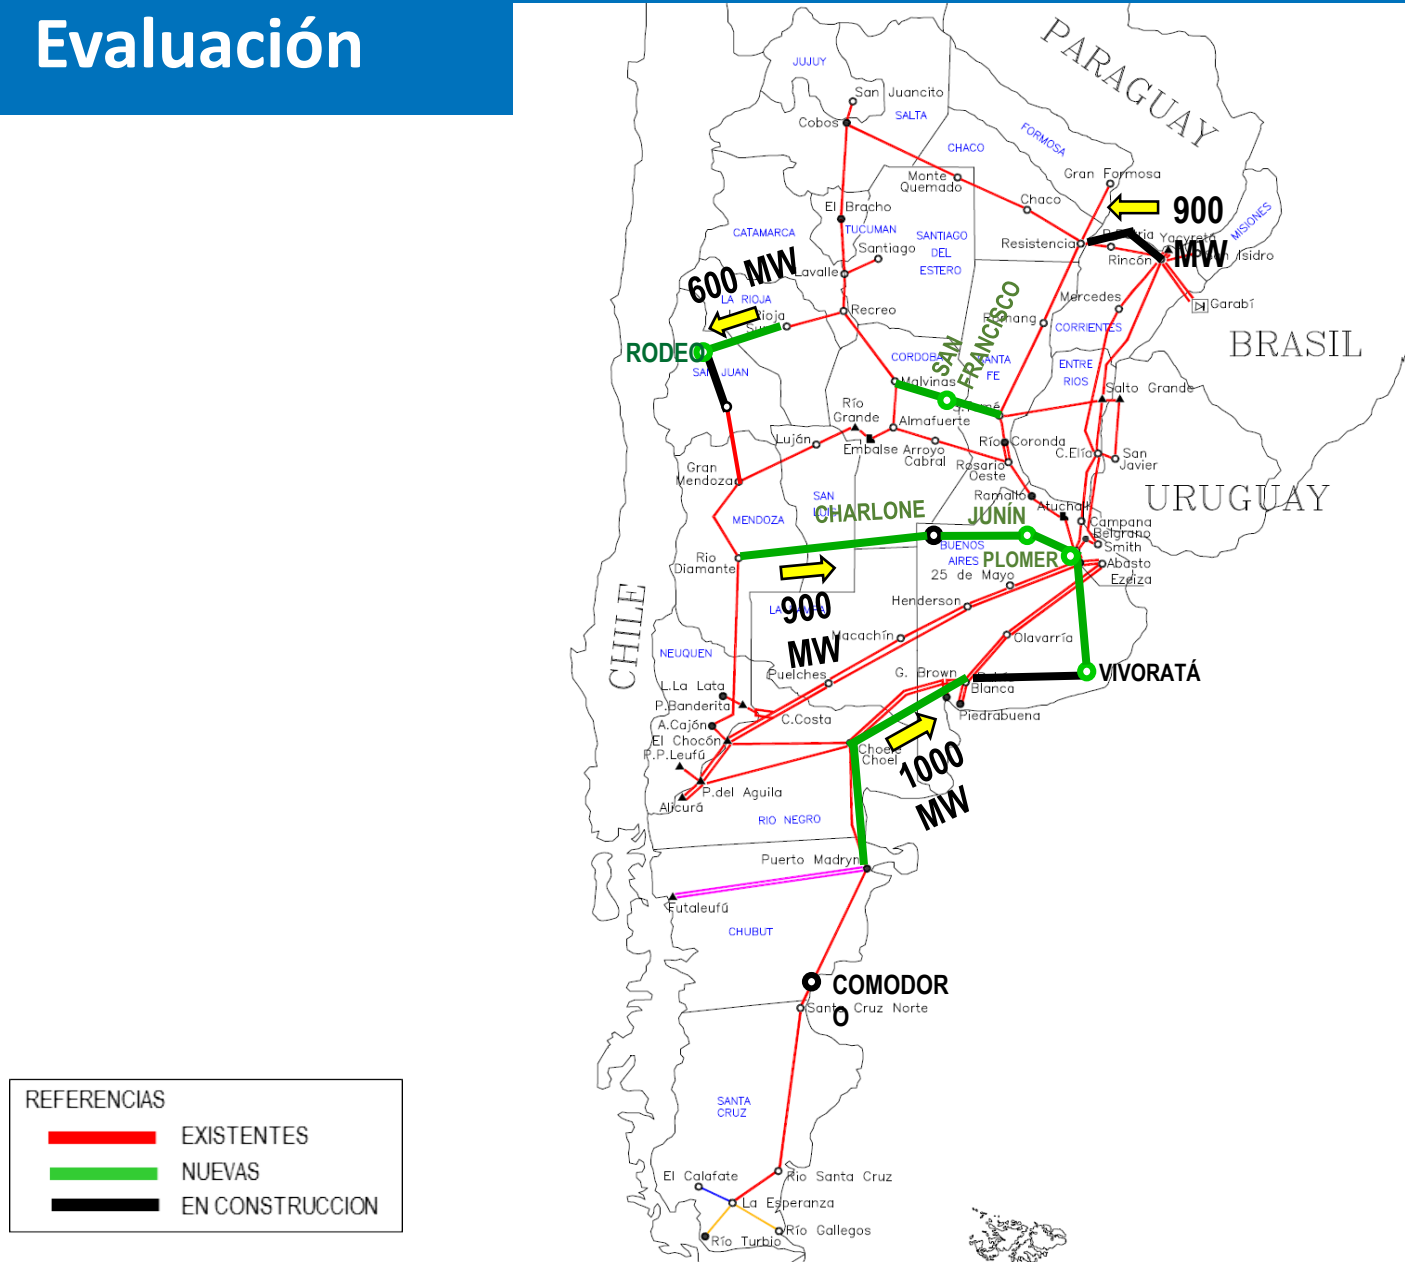 Evaluación
PARAGUAY
JUJUY
San Juancito
SALTA
Cobos
FORMOSA
CHACO
Gran Formosa
Monte
Quemado
Chaco
900
MW
El Bracho
MISIONES
CATAMARCA
TUCUMAN
SANTIAGO
DEL
ESTERO
Santiago
Resistencia
Yacyretá
Rincón
Isidro
Lavalle
600 MW
LA RIOJA
Rioja
Recreo
Mercedes
Garabí
CORRIENTES
BRASIL
SAN
FRANCISCO
RODEO
SAN JUAN
CORDOBA
SANTA
FE
ENTRE
RIOS
Malvinas
Salto Grande
Río
Grande
Almafuerte
Luján
Embalse
Arroyo
Cabral
Río Coronda
C.Elía
San
Javier
Rosario
Oeste
Gran
Mendoza
SAN
LUIS
Ramallo
URUGUAY
MENDOZA
CHARLONE
JUNÍN
Atucha
Campana
Belgrano
Smith
BUENOS
AIRES
PLOMER
Rio
Diamante
25 de Mayo
Abasto
Ezeiza
900
MW
LA PAMPA
Henderson
CHILE
Macachín
Olavarría
NEUQUEN
Puelches
G. Brown
Blanca
VIVORATÁ
L.La Lata
P.Banderita
Piedrabuena
C.Costa
A.Cajón
El Chocón
P.P.Leufú
Choele
Choel
1000
MW
P.del Aguila
Alicurá
RIO NEGRO
Puerto Madryn
Futaleufú
CHUBUT
COMODOR
O
Santa Cruz Norte
SANTA
CRUZ
REFERENCIAS
EXISTENTES
NUEVAS
EN CONSTRUCCION
El Calafate
Rio Santa Cruz
La Esperanza
Río Gallegos
Río Turbio